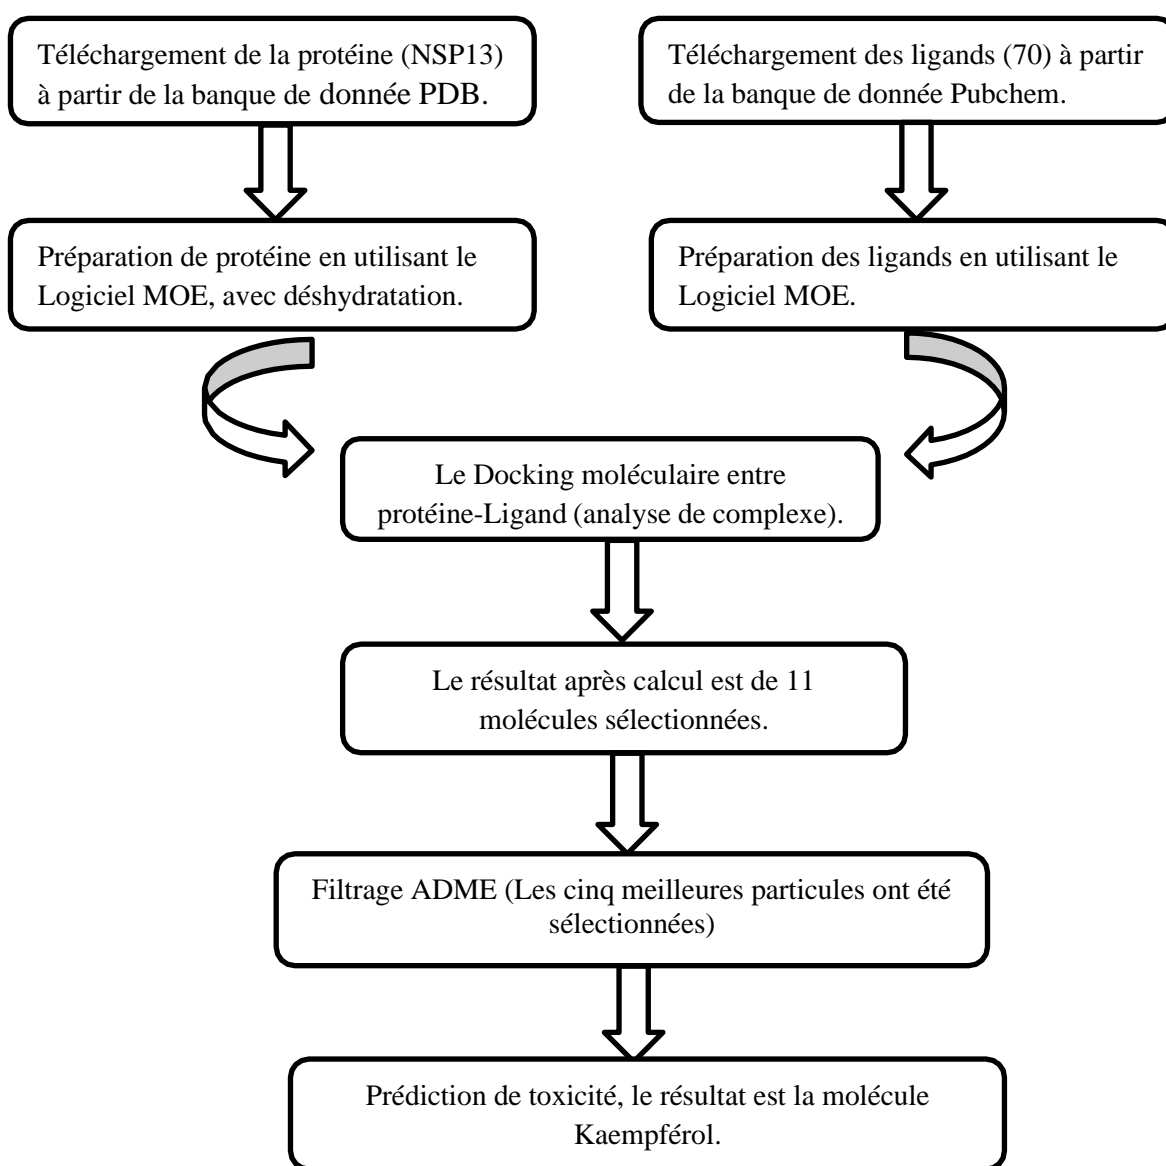 Téléchargement de la protéine (NSP13)
à partir de la banque de donnée PDB.
Téléchargement des ligands (70) à partir
de la banque de donnée Pubchem.
Préparation de protéine en utilisant le
Logiciel MOE, avec déshydratation.
Préparation des ligands en utilisant le
Logiciel MOE.
Le Docking moléculaire entre
protéine-Ligand (analyse de complexe).
Le résultat après calcul est de 11
molécules sélectionnées.
Filtrage ADME (Les cinq meilleures particules ont été
sélectionnées)
Prédiction de toxicité, le résultat est la molécule
Kaempférol.